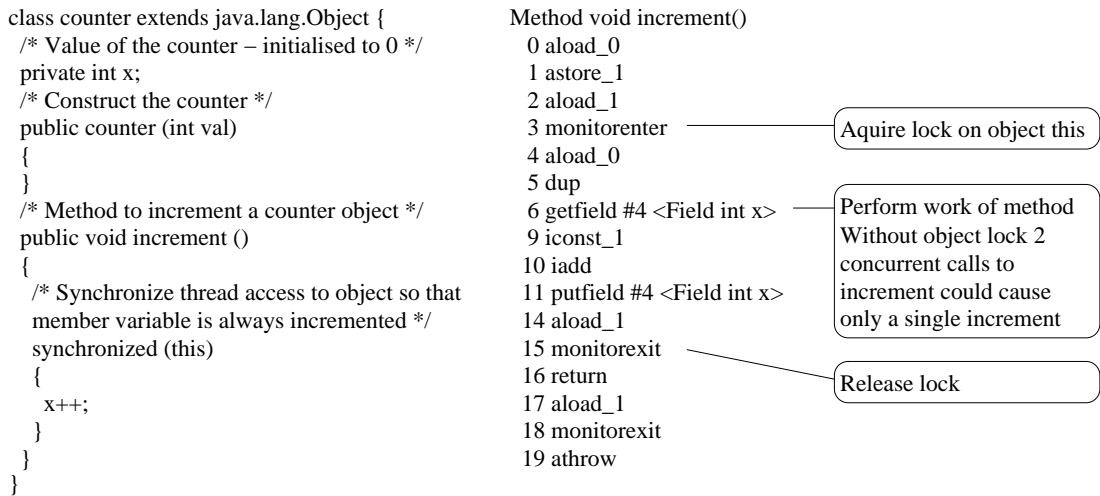 class counter extends java.lang.Object {
/* Value of the counter – initialised to 0 */
private int x;
/* Construct the counter */
public counter (int val)
{
}
/* Method to increment a counter object */
public void increment ()
{
/* Synchronize thread access to object so that
member variable is always incremented */
synchronized (this)
{
x++;
}
}
}
Method void increment()
0 aload_0
1 astore_1
2 aload_1
3 monitorenter
4 aload_0
5 dup
6 getfield #4 <Field int x>
9 iconst_1
10 iadd
11 putfield #4 <Field int x>
14 aload_1
15 monitorexit
16 return
17 aload_1
18 monitorexit
19 athrow
Aquire lock on object this
Perform work of method
Without object lock 2
concurrent calls to
increment could cause
only a single increment
Release lock